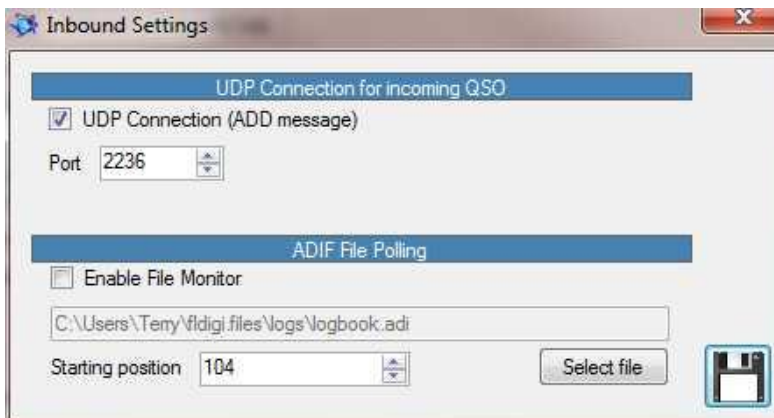 Inbound Settings
UDP Connection for incoming QSO
UDP Connection (ADD message)
Port 2236
ADIF File Polling
Enable File Monitor
C:\Users\Terry\fldigi.files\logs\logbook.adi
Starting position 104 Select file